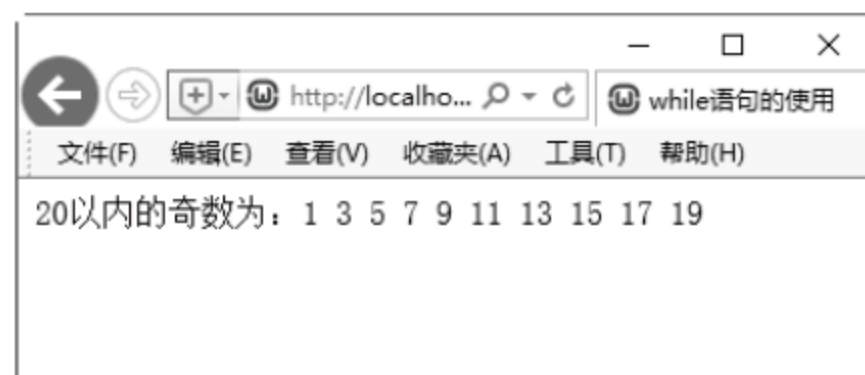 http://localho... while语句的使用
文件(F) 编辑(E) 查看(V) 收藏夹(A) 工具(T) 帮助(H)
20以内的奇数为：1 3 5 7 9 11 13 15 17 19